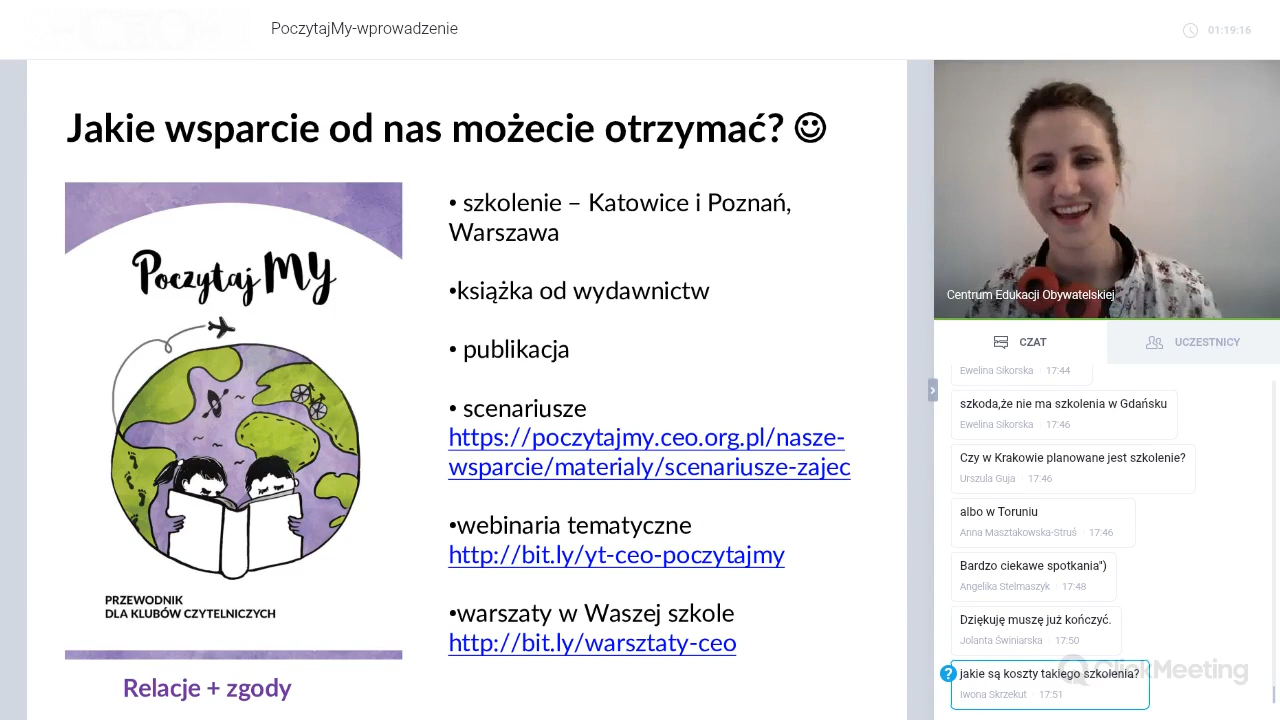 PoczytajMy-wprowadzenie
01:19:16
Jakie wsparcie od nas możecie otrzymać? ☺
Poczytaj MY
PRZEWODNIK
DLA KLUBÓW CZYTELNICZYCH
Relacje + zgody
• szkolenie – Katowice i Poznań,
Warszawa
•książka od wydawnictw
• publikacja
• scenariusze
https://poczytajmy.ceo.org.pl/nasze-
wsparcie/materialy/scenariusze-zajec
•webinaria tematyczne
http://bit.ly/yt-ceo-poczytajmy
•warszaty w Waszej szkole
http://bit.ly/warsztaty-ceo
Centrum Edukacji Obywatelskiej
CZAT
UCZESTNICY
Ewelina Sikorska · 17:44
szkoda,że nie ma szkolenia w Gdańsku
Ewelina Sikorska · 17:46
Czy w Krakowie planowane jest szkolenie?
Urszula Guja · 17:46
albo w Toruniu
Anna Masztakowska-Struś · 17:46
Bardzo ciekawe spotkania")
Angelika Stelmaszyk · 17:48
Dziękuję muszę już kończyć.
Jolanta Świniarska · 17:50
? jakie są koszty takiego szkolenia?
Iwona Skrzekut · 17:51
ClickMeeting